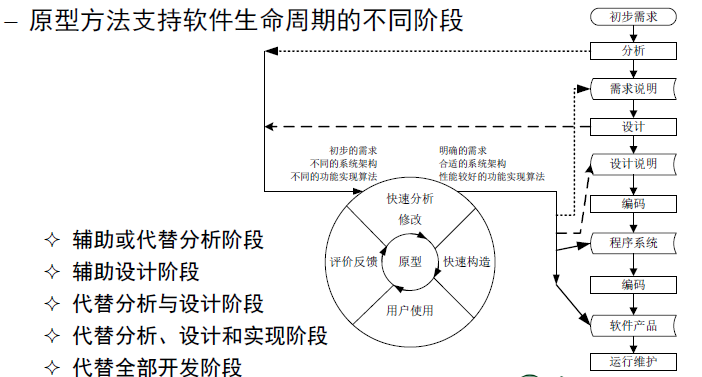 – 原型方法支持软件生命周期的不同阶段
初步需求
分析
需求说明
设计
设计说明
编码
程序系统
编码
软件产品
运行维护
初步的需求
不同的系统架构
不同的功能实现算法
明确的需求
合适的系统架构
性能较好的功能实现算法
快速分析
修改
评价反馈
原型
快速构造
用户使用
✧ 辅助或代替分析阶段
✧ 辅助设计阶段
✧ 代替分析与设计阶段
✧ 代替分析、设计和实现阶段
✧ 代替全部开发阶段